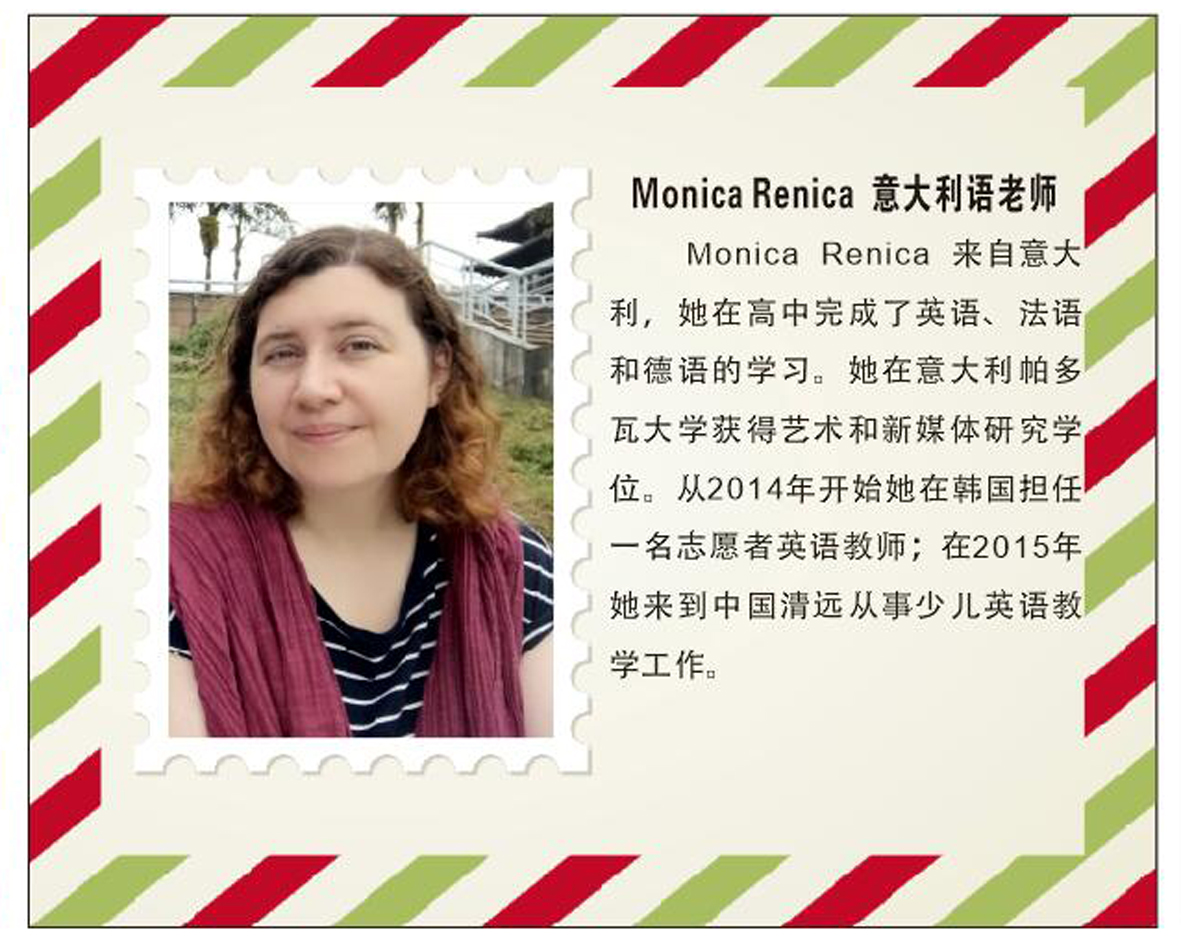 Monica Renica 意大利语老师
Monica Renica 来自意大
利，她在高中完成了英语、法语
和德语的学习。她在意大利帕多
瓦大学获得艺术和新媒体研究学
位。从2014年开始她在韩国担任
一名志愿者英语教师；在2015年
她来到中国清远从事少儿英语教
学工作。